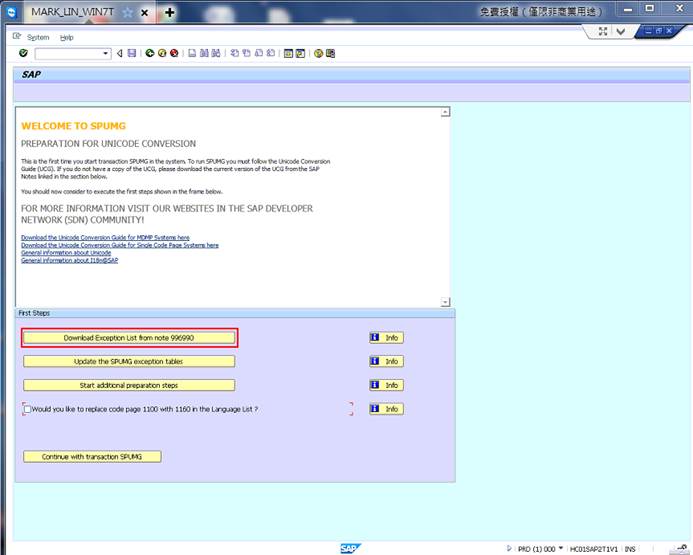 MARK_LIN_WIN7T
免費授權（僅限非商業用途）
System Help
SAP
WELCOME TO SPUMG
PREPARATION FOR UNICODE CONVERSION
This is the first time you start transaction SPUMG in the system. To run SPUMG you must follow the Unicode Conversion
Guide (UCG). If you do not have a copy of the UCG, please download the current version of the UCG from the SAP
Notes linked in the section below.
You should now consider to execute the first steps shown in the frame below.
FOR MORE INFORMATION VISIT OUR WEBSITES IN THE SAP DEVELOPER
NETWORK (SDN) COMMUNITY!
Download the Unicode Conversion Guide for MDMP Systems here
Download the Unicode Conversion Guide for Single Code Page Systems here
General information about Unicode
General information about I18n@SAP
First Steps
Download Exception List from note 996990 Info
Update the SPUMG exception tables Info
Start additional preparation steps Info
Would you like to replace code page 1100 with 1160 in the Language List ? Info
Continue with transaction SPUMG
SAP
PRD (1) 000 HC01SAP2T1V1 INS